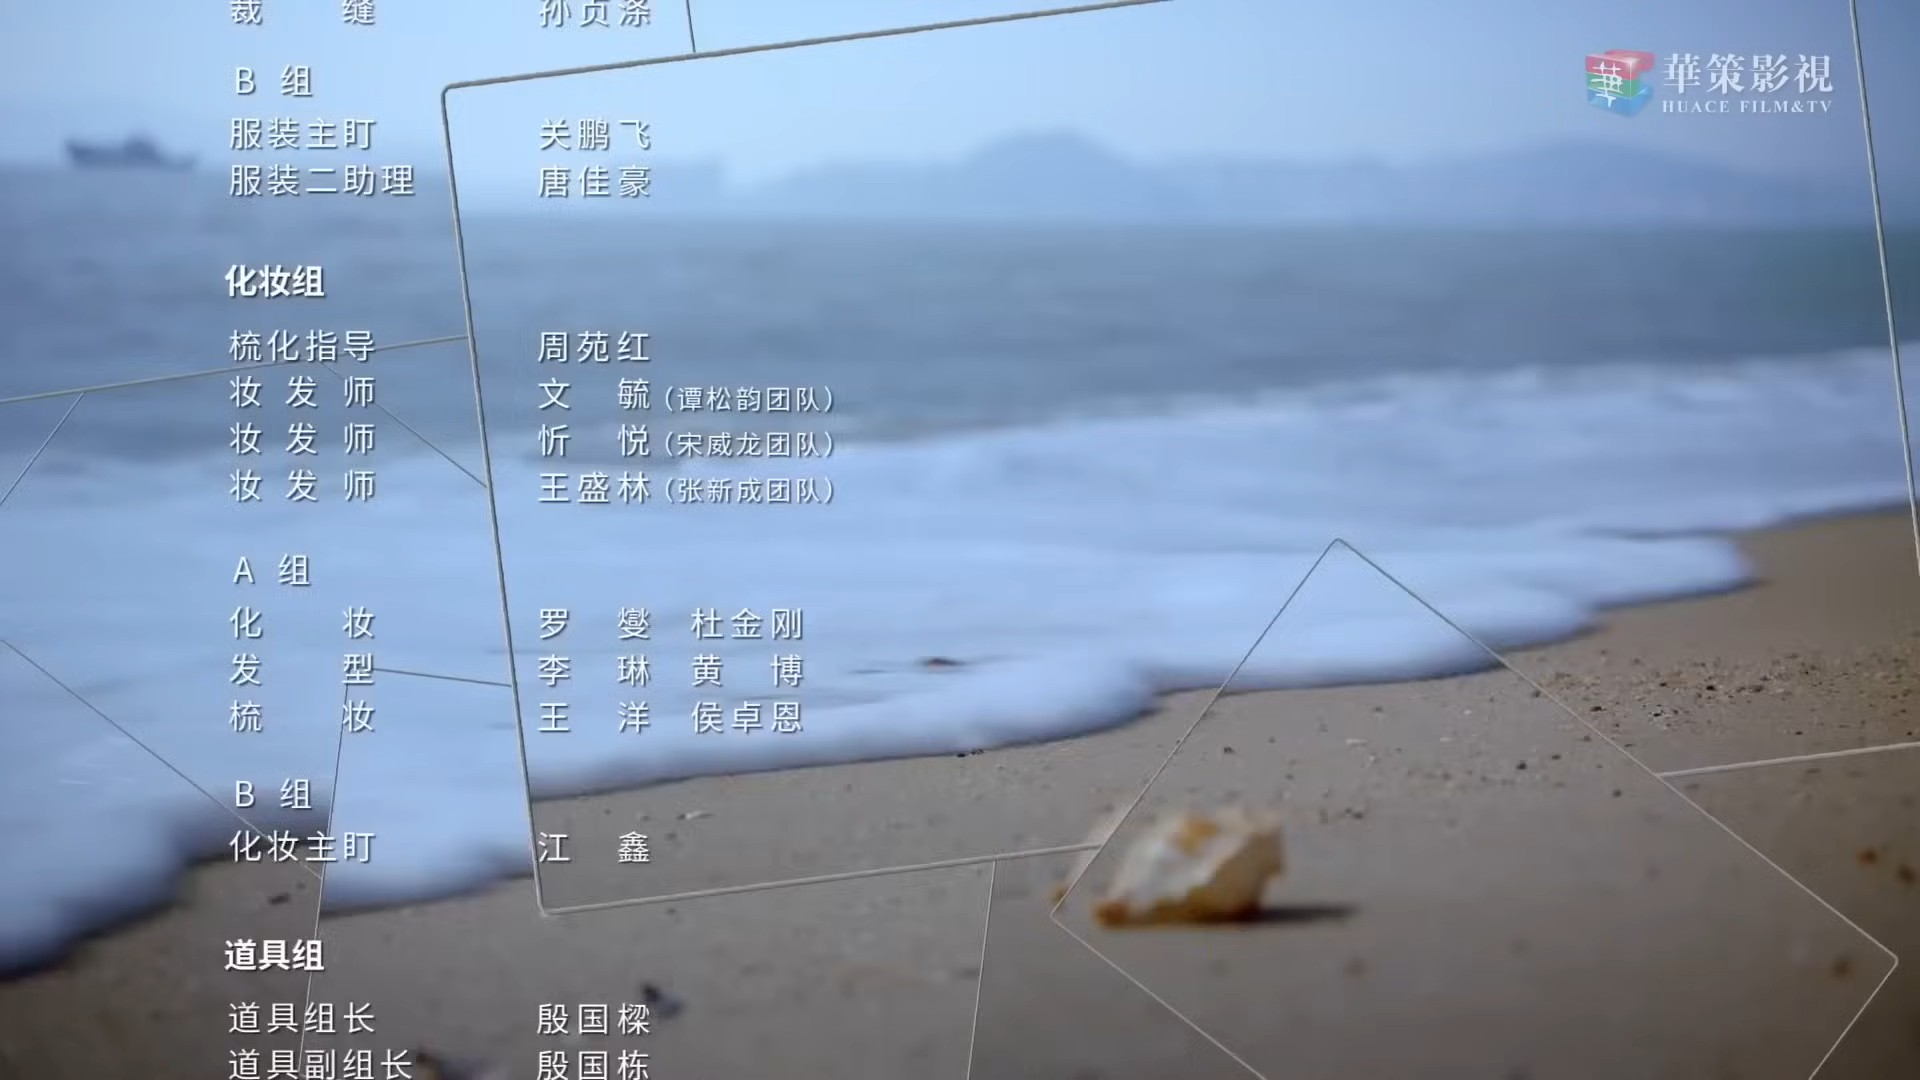 裁缝 孙贞涤
華策影視
HUACE FILM&TV
B 组
服装主盯 关鹏飞
服装二助理 唐佳豪
化妆组
梳化指导 周苑红
妆发师 文毓（谭松韵团队）
妆发师 忻悦（宋威龙团队）
妆发师 王盛林（张新成团队）
A 组
化妆 罗燮 杜金刚
发型 李琳 黄博
梳妆 王洋 侯卓恩
B 组
化妆主盯 江鑫
道具组
道具组长 殷国樑
道具副组长 殷国栋